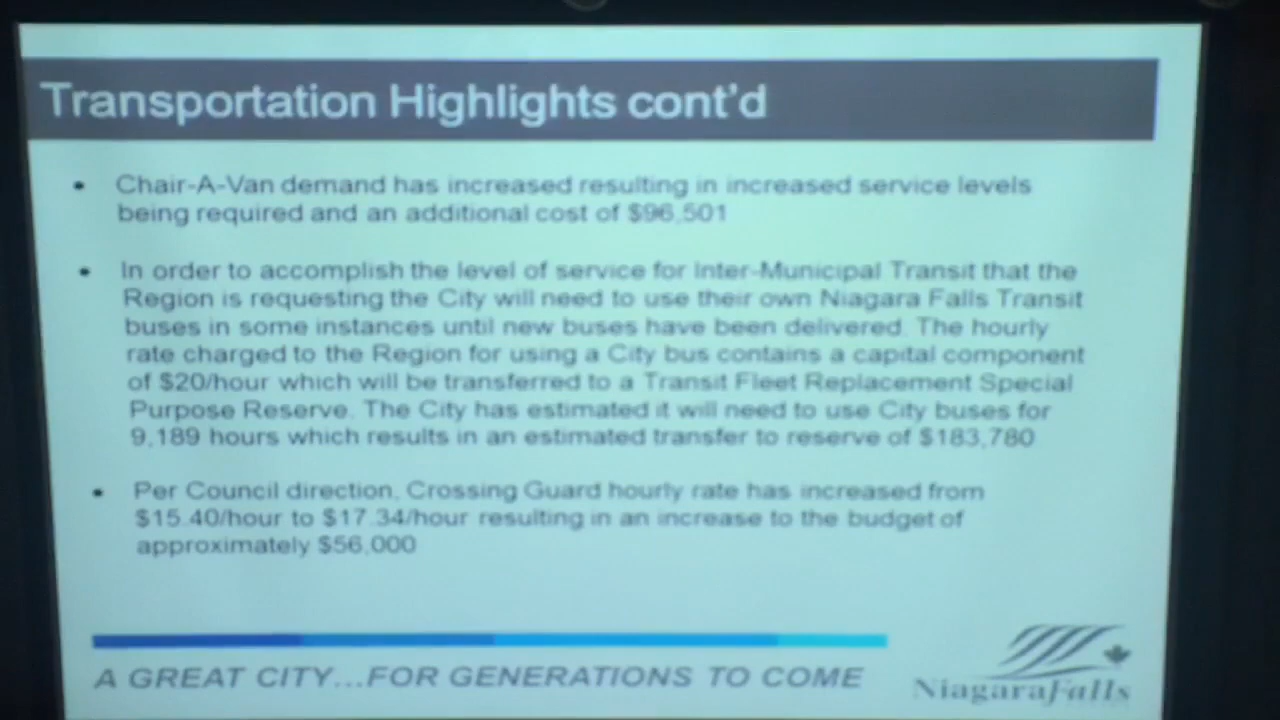 Transportation Highlights cont'd
• Chair-A-Van demand has increased resulting in increased service levels
being required and an additional cost of $96,501
• In order to accomplish the level of service for Inter-Municipal Transit that the
Region is requesting the City will need to use their own Niagara Falls Transit
buses in some instances until new buses have been delivered. The hourly
rate charged to the Region for using a City bus contains a capital component
of $20/hour which will be transferred to a Transit Fleet Replacement Special
Purpose Reserve. The City has estimated it will need to use City buses for
9,189 hours which results in an estimated transfer to reserve of $183,780
• Per Council direction, Crossing Guard hourly rate has increased from
$15.40/hour to $17.34/hour resulting in an increase to the budget of
approximately $56,000
A GREAT CITY...FOR GENERATIONS TO COME
NiagaraFalls